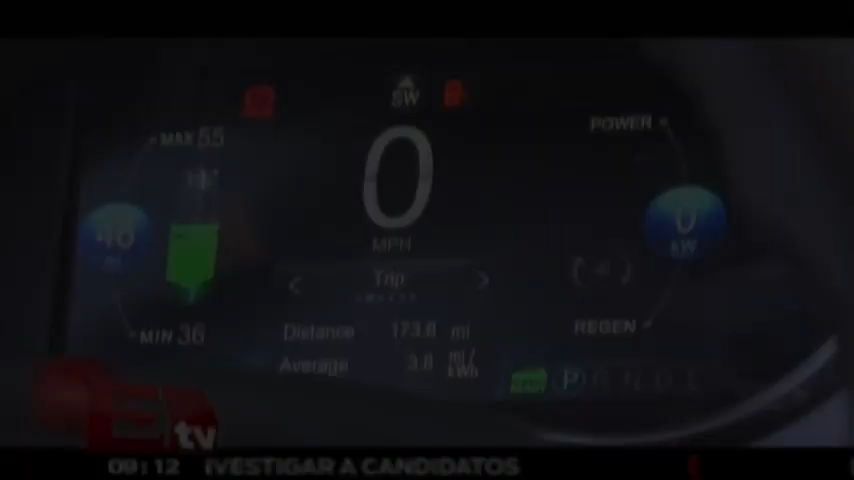 SW
MAX 55
POWER
0
MPH
46
0
kW
< Trip >
MIN 36
REGEN
Distance 173.8 mi
Average 3.8 mi/kWh
P R N D L
tv
09:12 IVESTIGAR A CANDIDATOS